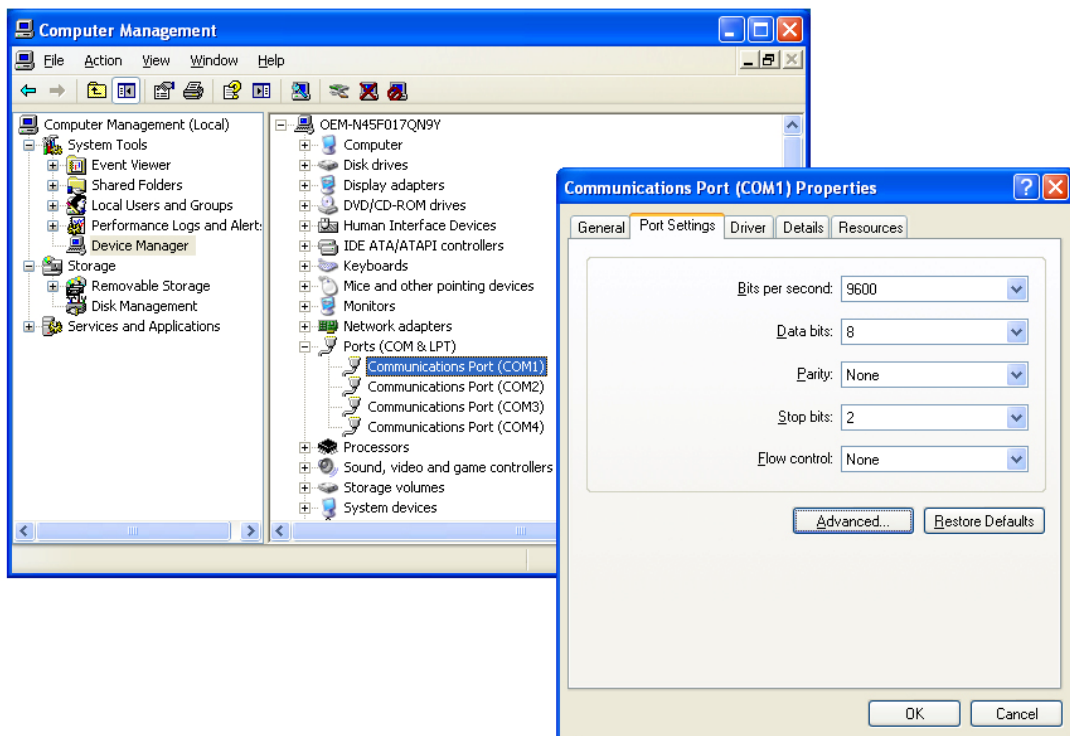 Computer Management
File Action View Window Help
Computer Management (Local)
System Tools
Event Viewer
Shared Folders
Local Users and Groups
Performance Logs and Alert:
Device Manager
Storage
Removable Storage
Disk Management
Services and Applications
OEM-N45F017QN9Y
Computer
Disk drives
Display adapters
DVD/CD-ROM drives
Human Interface Devices
IDE ATA/ATAPI controllers
Keyboards
Mice and other pointing devices
Monitors
Network adapters
Ports (COM & LPT)
Communications Port (COM1)
Communications Port (COM2)
Communications Port (COM3)
Communications Port (COM4)
Processors
Sound, video and game controllers
Storage volumes
System devices
Communications Port (COM1) Properties
General Port Settings Driver Details Resources
Bits per second: 9600
Data bits: 8
Parity: None
Stop bits: 2
Flow control: None
Advanced... Restore Defaults
OK Cancel